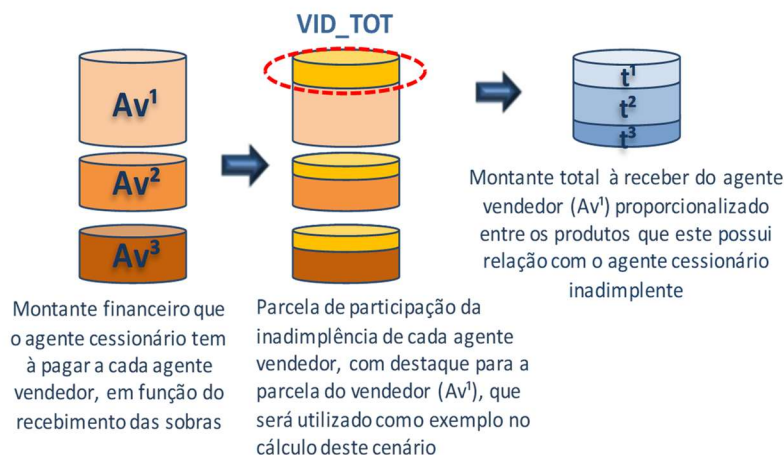 VID_TOT
Av¹
Av²
Av³
t¹
t²
t³
Montante financeiro que
o agente cessionário tem
à pagar a cada agente
vendedor, em função do
recebimento das sobras
Parcela de participação da
inadimplência de cada agente
vendedor, com destaque para a
parcela do vendedor (Av¹), que
será utilizado como exemplo no
cálculo deste cenário
Montante total à receber do agente
vendedor (Av¹) proporcionalizado
entre os produtos que este possui
relação com o agente cessionário
inadimplente